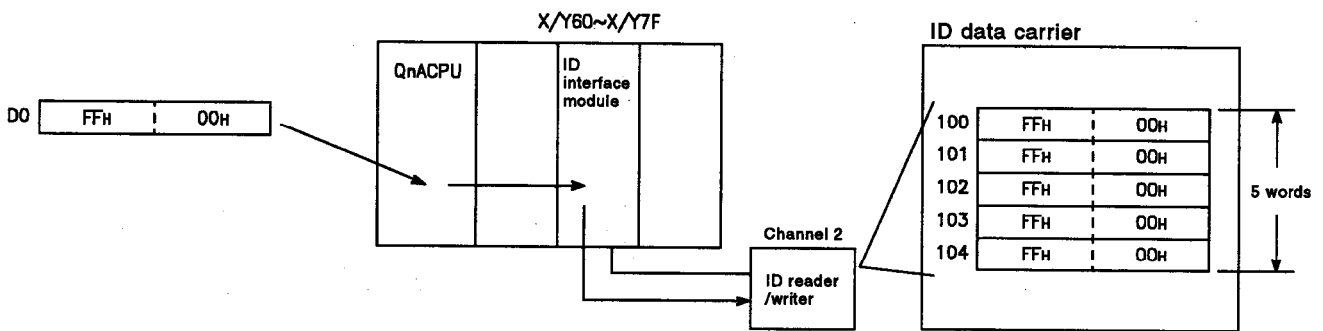 X/Y60~X/Y7F
ID data carrier
QnACPU
ID
interface
module
D0 FFH 00H
100 FFH 00H
101 FFH 00H
102 FFH 00H
103 FFH 00H
104 FFH 00H
5 words
Channel 2
ID reader
/writer